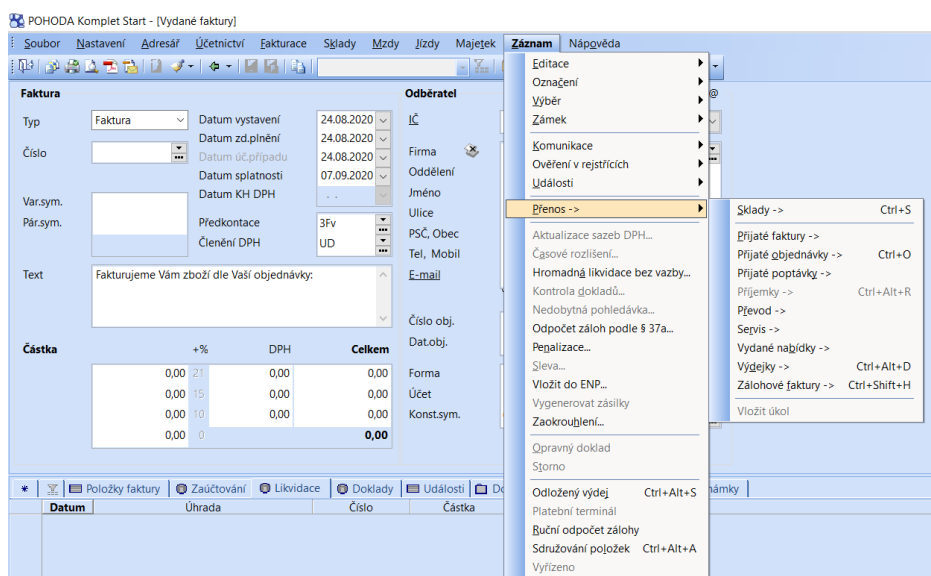 POHODA Komplet Start - [Vydané faktury]
Soubor Nastavení Adresář Účetnictví Fakturace Sklady Mzdy Jízdy Majetek Záznam Nápověda
Faktura
Typ Faktura
Číslo
Var.sym.
Pár.sym.
Text Fakturujeme Vám zboží dle Vaší objednávky:
Datum vystavení 24.08.2020
Datum zd.plnění 24.08.2020
Datum úč.případu 24.08.2020
Datum splatnosti 07.09.2020
Datum KH DPH . .
Předkontace 3Fv
Členění DPH UD
Částka +% DPH Celkem
0,00 21 0,00 0,00
0,00 15 0,00 0,00
0,00 10 0,00 0,00
0,00 0 0,00
Odběratel @
IČ
Firma
Oddělení
Jméno
Ulice
PSČ, Obec
Tel, Mobil
E-mail
Číslo obj.
Dat.obj.
Forma
Účet
Konst.sym.
Editace
Označení
Výběr
Zámek
Komunikace
Ověření v rejstřících
Události
Přenos ->
Aktualizace sazeb DPH...
Časové rozlišení...
Hromadná likvidace bez vazby...
Kontrola dokladů...
Nedobytná pohledávka...
Odpočet záloh podle § 37a...
Penalizace...
Sleva...
Vložit do ENP...
Vygenerovat zásilky
Zaokrouhlení...
Opravný doklad
Storno
Odložený výdej Ctrl+Alt+S
Platební terminál
Ruční odpočet zálohy
Sdružování položek Ctrl+Alt+A
Vyřízeno
Sklady -> Ctrl+S
Přijaté faktury ->
Přijaté objednávky -> Ctrl+O
Přijaté poptávky ->
Příjemky -> Ctrl+Alt+R
Převod ->
Servis ->
Vydané nabídky ->
Výdejky -> Ctrl+Alt+D
Zálohové faktury -> Ctrl+Shift+H
Vložit úkol
Položky faktury Zaúčtování Likvidace Doklady Události
Datum Úhrada Číslo Částka